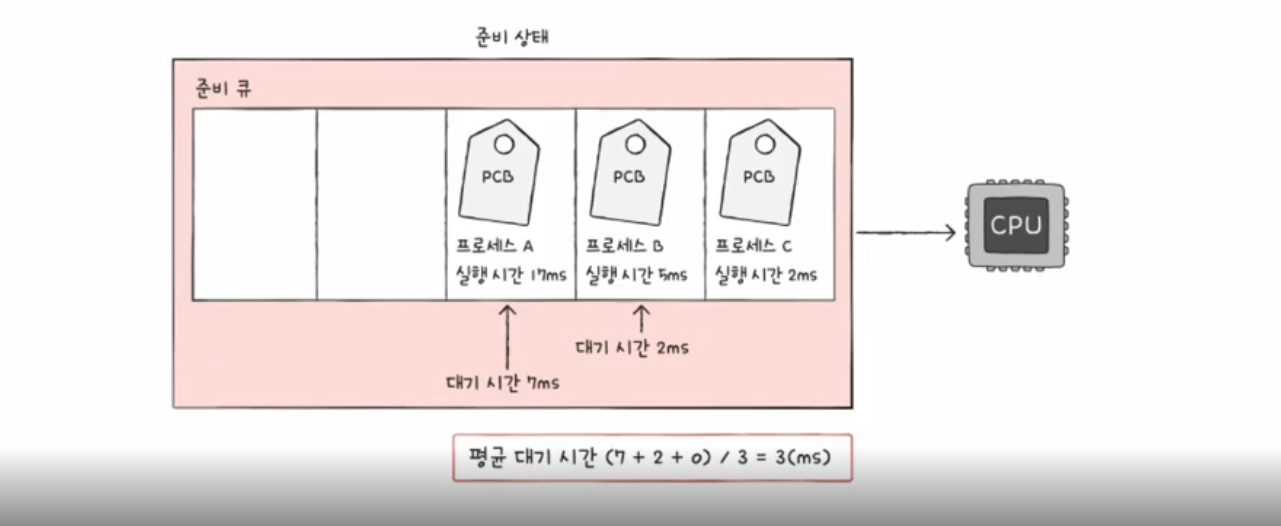 준비 상태
준비 큐
PCB
PCB
PCB
프로세스 A
실행 시간 17ms
프로세스 B
실행 시간 5ms
프로세스 C
실행 시간 2ms
CPU
대기 시간 2ms
대기 시간 7ms
평균 대기 시간 (7 + 2 + 0) / 3 = 3(ms)